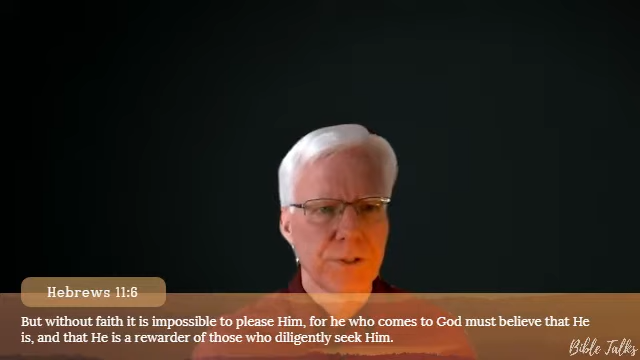 Hebrews 11:6
But without faith it is impossible to please Him, for he who comes to God must believe that He
is, and that He is a rewarder of those who diligently seek Him.
Bible Talks